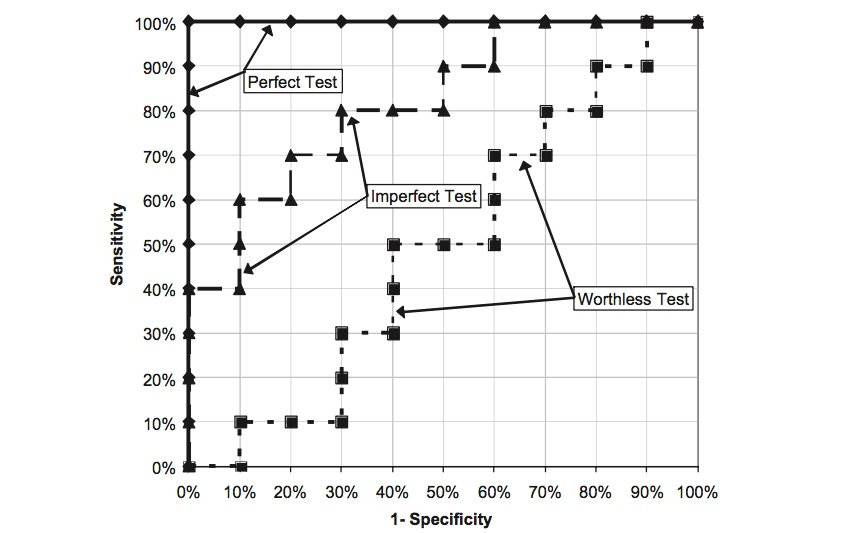 100%
90%
Perfect Test
80%
70%
Imperfect Test
60%
Sensitivity
50%
40%
Worthless Test
30%
20%
10%
0%
0% 10% 20% 30% 40% 50% 60% 70% 80% 90% 100%
1- Specificity